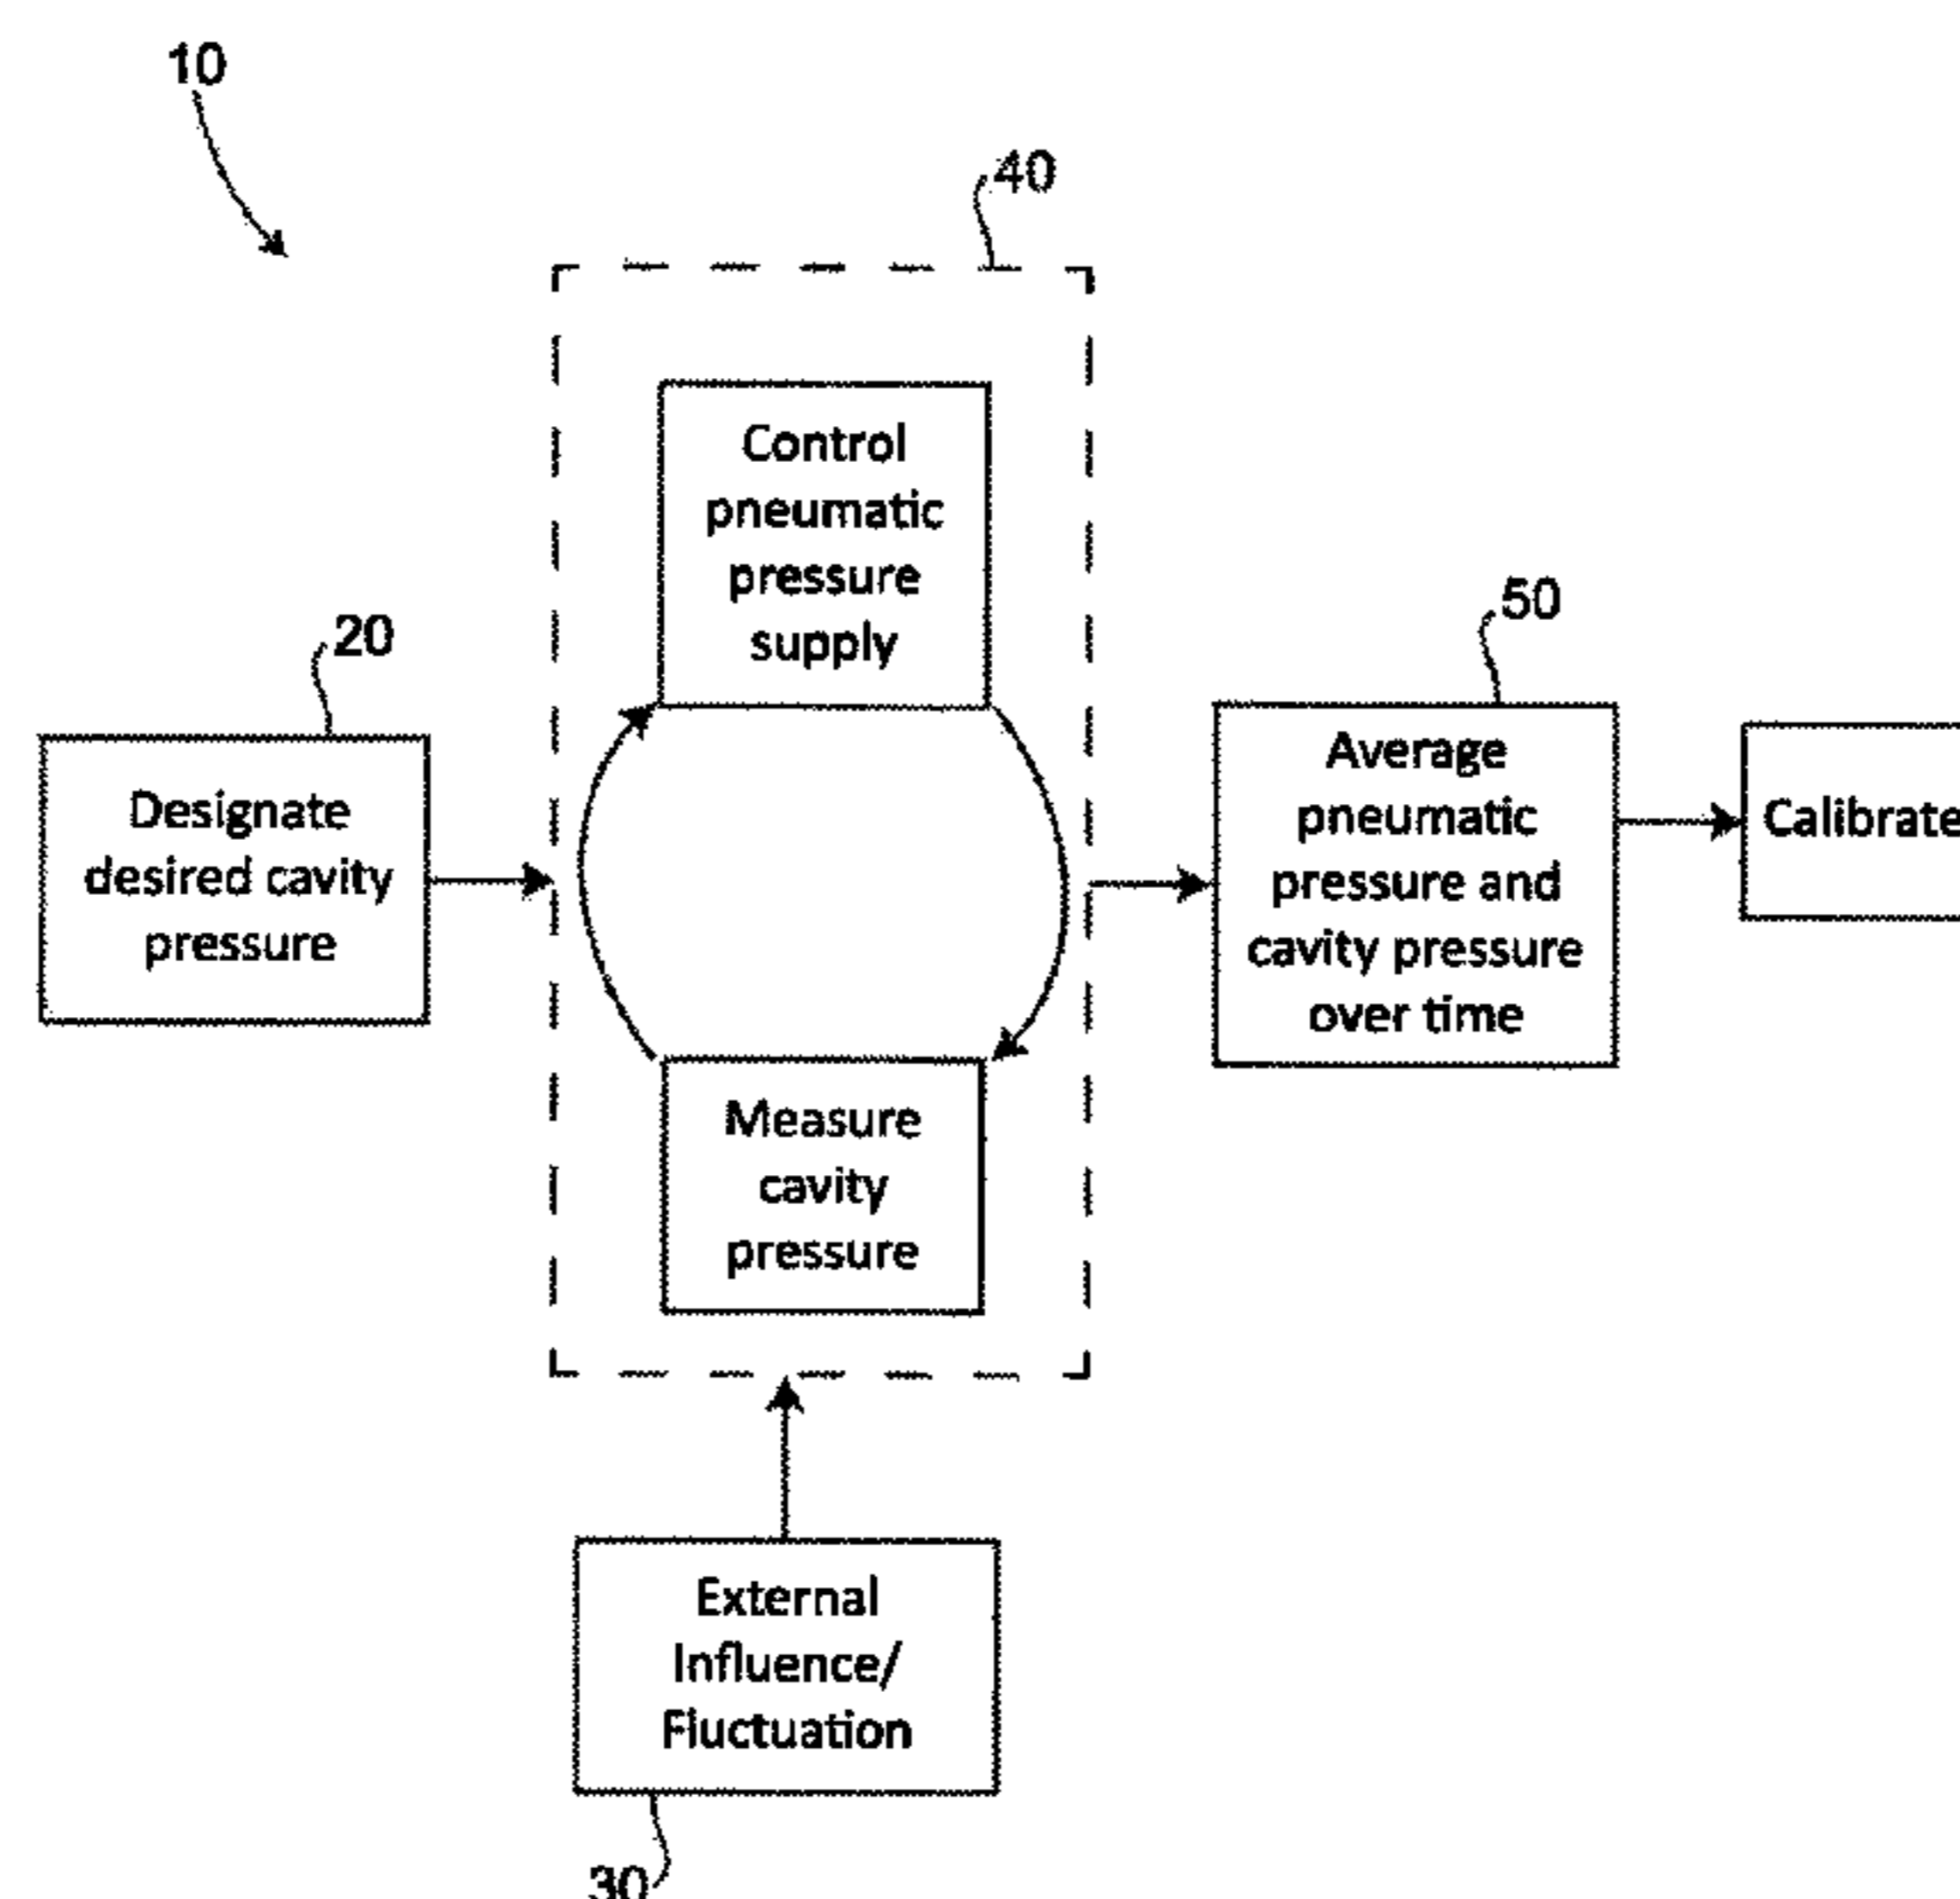 10
40
Control
pneumatic
pressure
supply
20
Designate
desired cavity
pressure
50
Average
pneumatic
pressure and
cavity pressure
over time
Calibrate
Measure
cavity
pressure
External
Influence/
Fluctuation
30